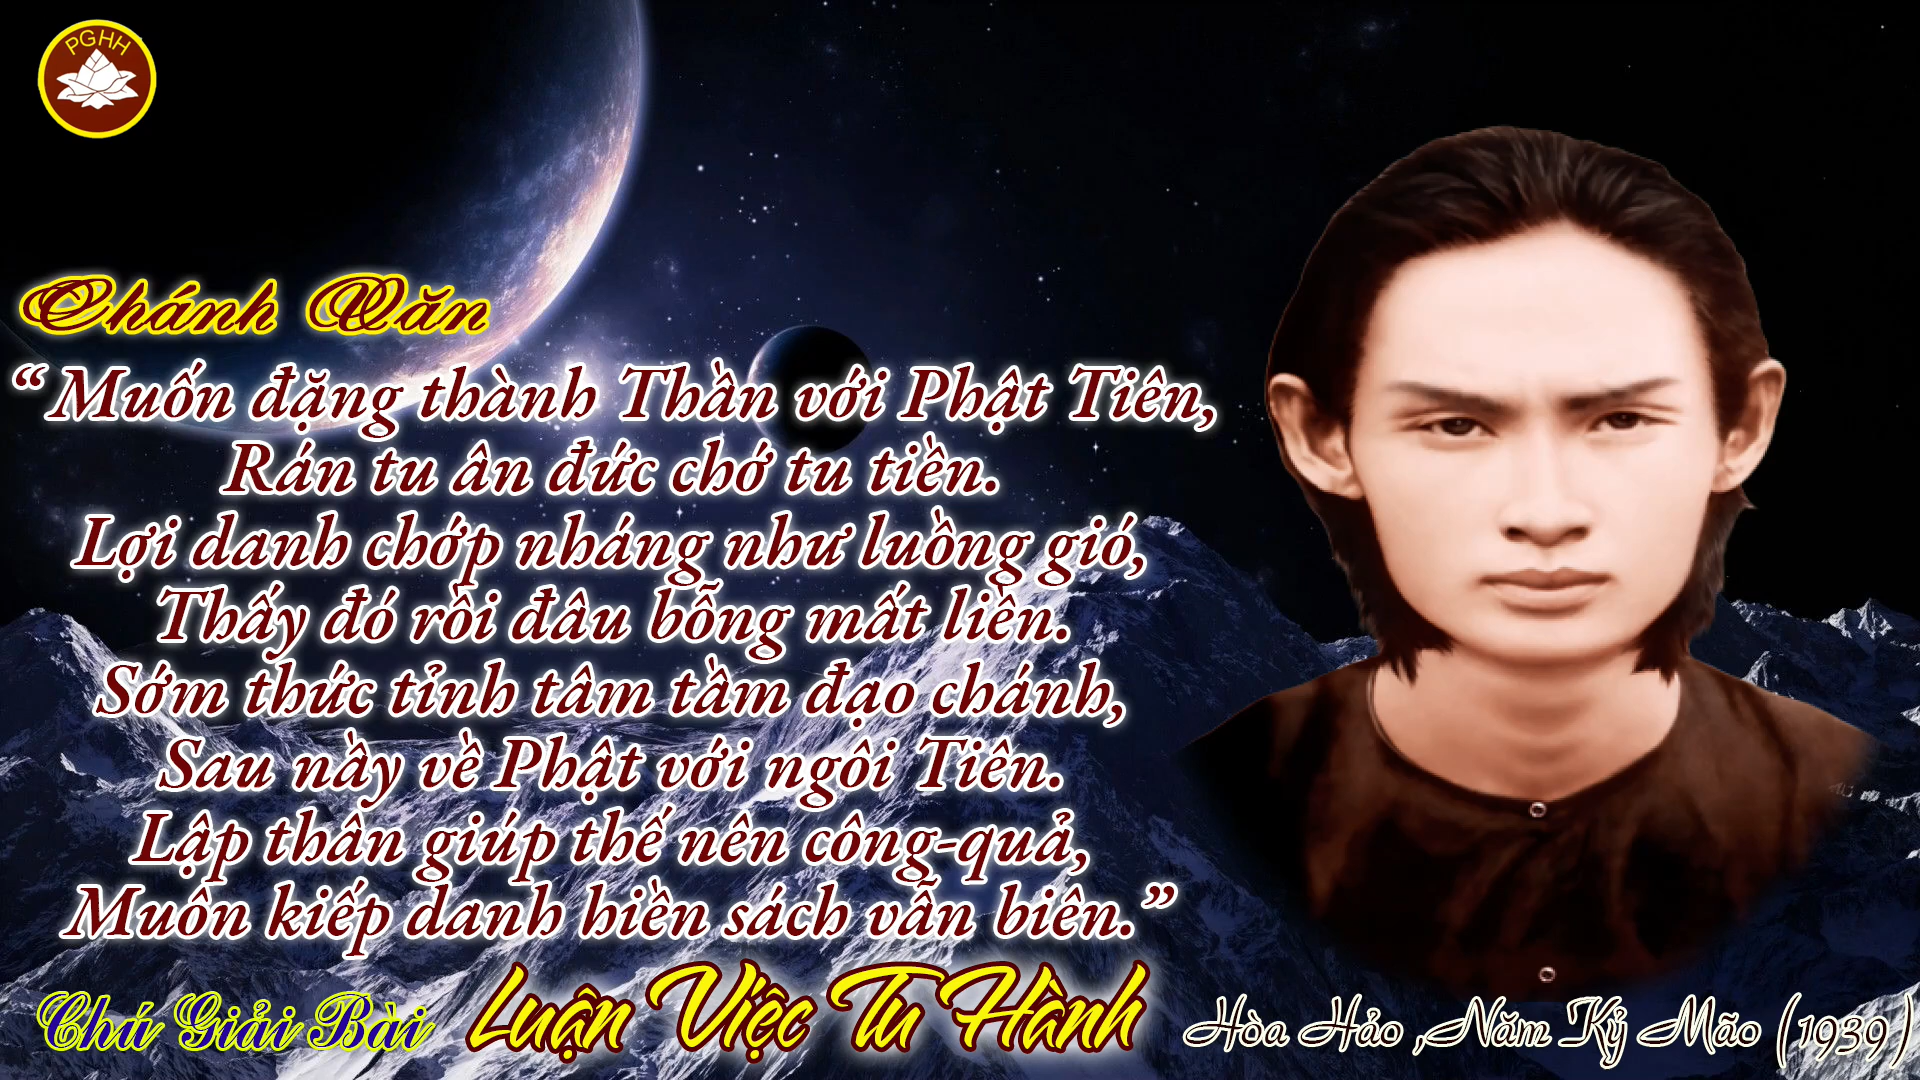 PGHH
Chánh Văn
“Muốn đặng thành Thần với Phật Tiên,
Rán tu ân đức chớ tu tiền.
Lợi danh chớp nháng như luồng gió,
Thấy đó rồi đâu bỗng mất liền.
Sớm thức tỉnh tâm tầm đạo chánh,
Sau nầy về Phật với ngôi Tiên.
Lập thân giúp thế nên công-quả,
Muôn kiếp danh hiền sách vẫn biên.”
Chú Giải Bài Luận Việc Tu Hành Hòa Hảo ,Năm Kỷ Mão (1939)